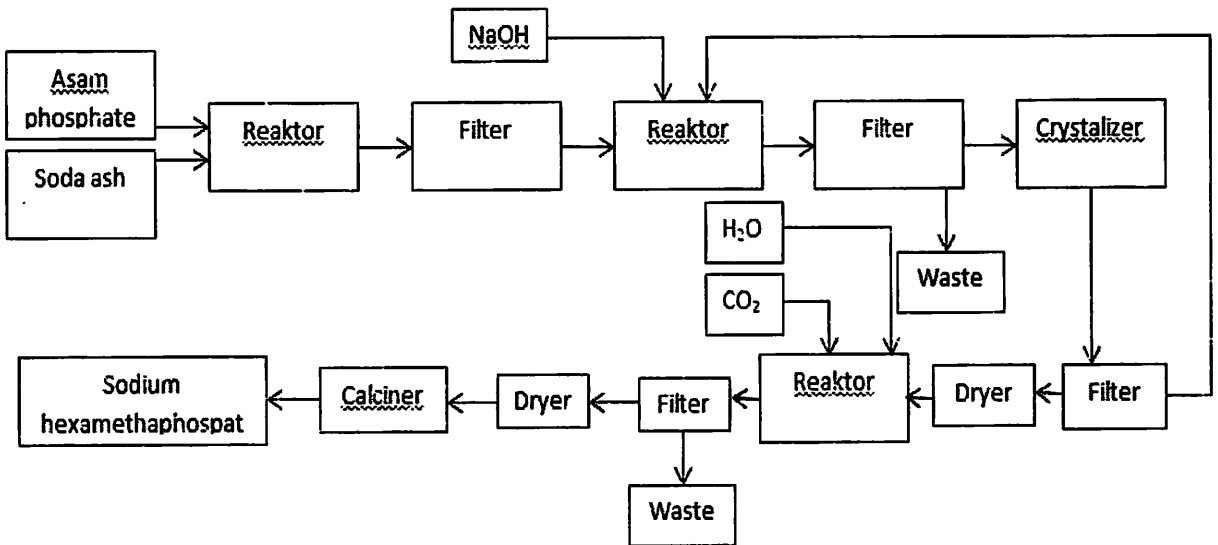 NaOH
Asam
phosphate
Soda ash
Reaktor
Filter
Reaktor
Filter
Crystalizer
H₂O
CO₂
Waste
Sodium
hexamethaphospat
Calciner
Dryer
Filter
Reaktor
Dryer
Filter
Waste